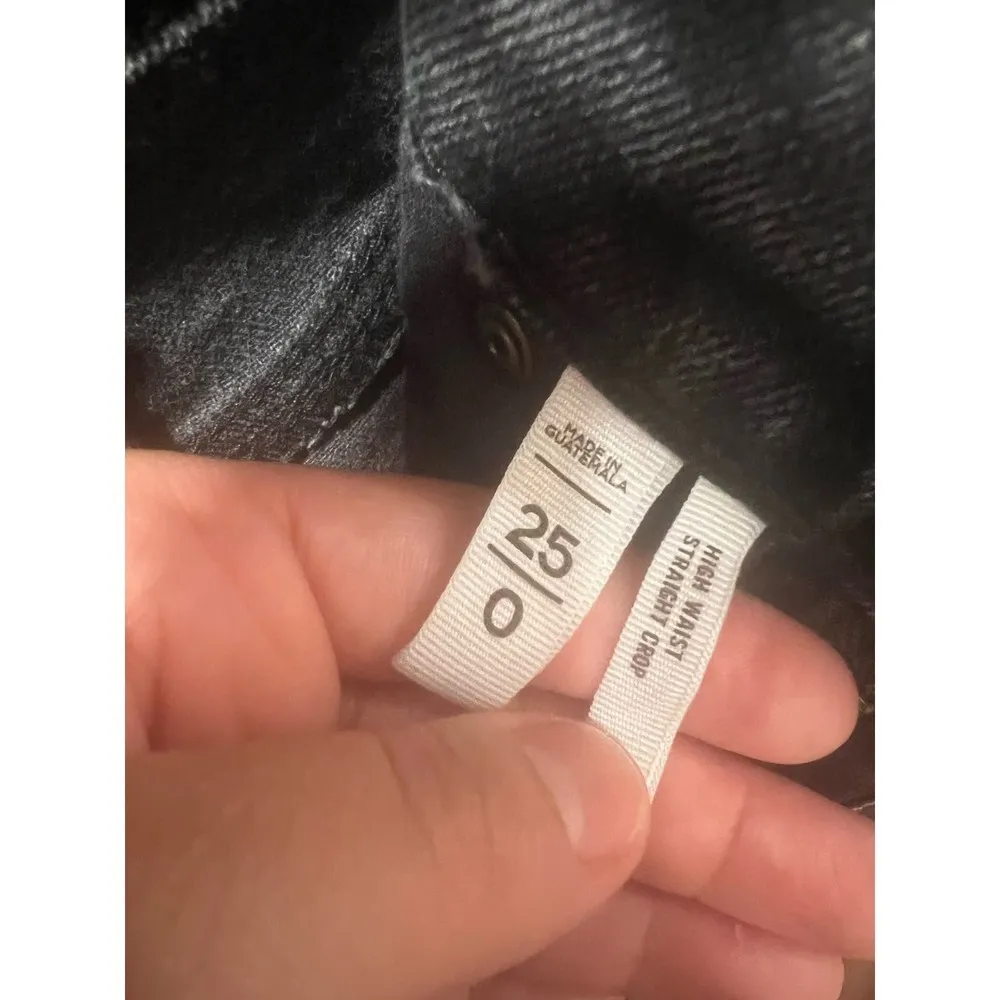 MADE IN
GUATEMALA
25
0
HIGH WAIST
STRAIGHT CROP